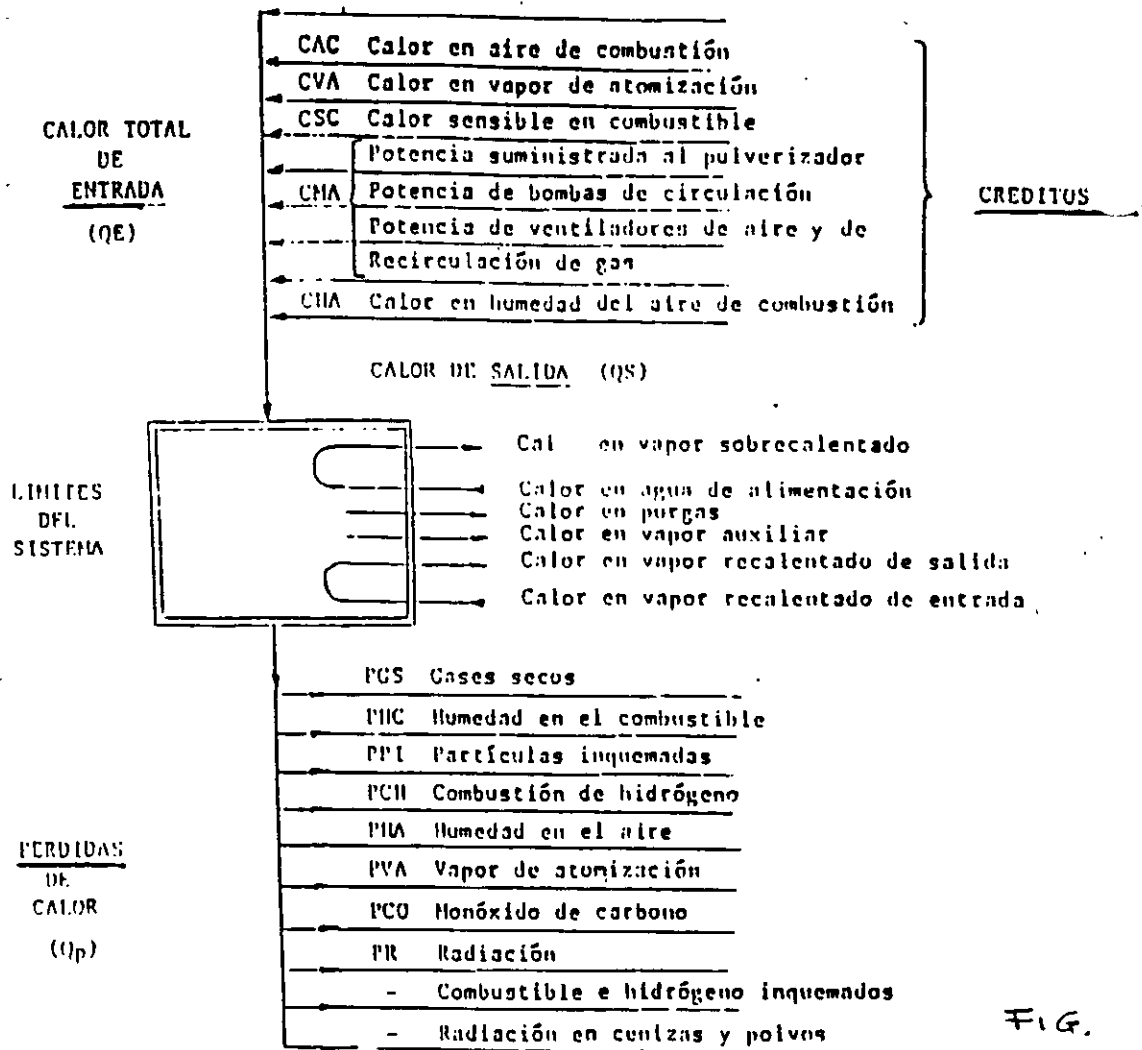 CAC Calor en aire de combustión
CVA Calor en vapor de atomización
CSC Calor sensible en combustible
Potencia suministrada al pulverizador
CMA Potencia de bombas de circulación
Potencia de ventiladores de aire y de
Recirculación de gas
CHA Calor en humedad del aire de combustión
CALOR TOTAL
DE
ENTRADA
(QE)
CREDITOS
CALOR DE SALIDA (QS)
LIMITES
DEL
SISTEMA
Cal en vapor sobrecalentado
Calor en agua de alimentación
Calor en purgas
Calor en vapor auxiliar
Calor en vapor recalentado de salida
Calor en vapor recalentado de entrada
PERDIDAS
DE
CALOR
(Qp)
PGS Gases secos
PHC Humedad en el combustible
PPI Partículas inquemadas
PCH Combustión de hidrógeno
PHA Humedad en el aire
PVA Vapor de atomización
PCO Monóxido de carbono
PR Radiación
- Combustible e hidrógeno inquemados
- Radiación en cenizas y polvos
FIG.